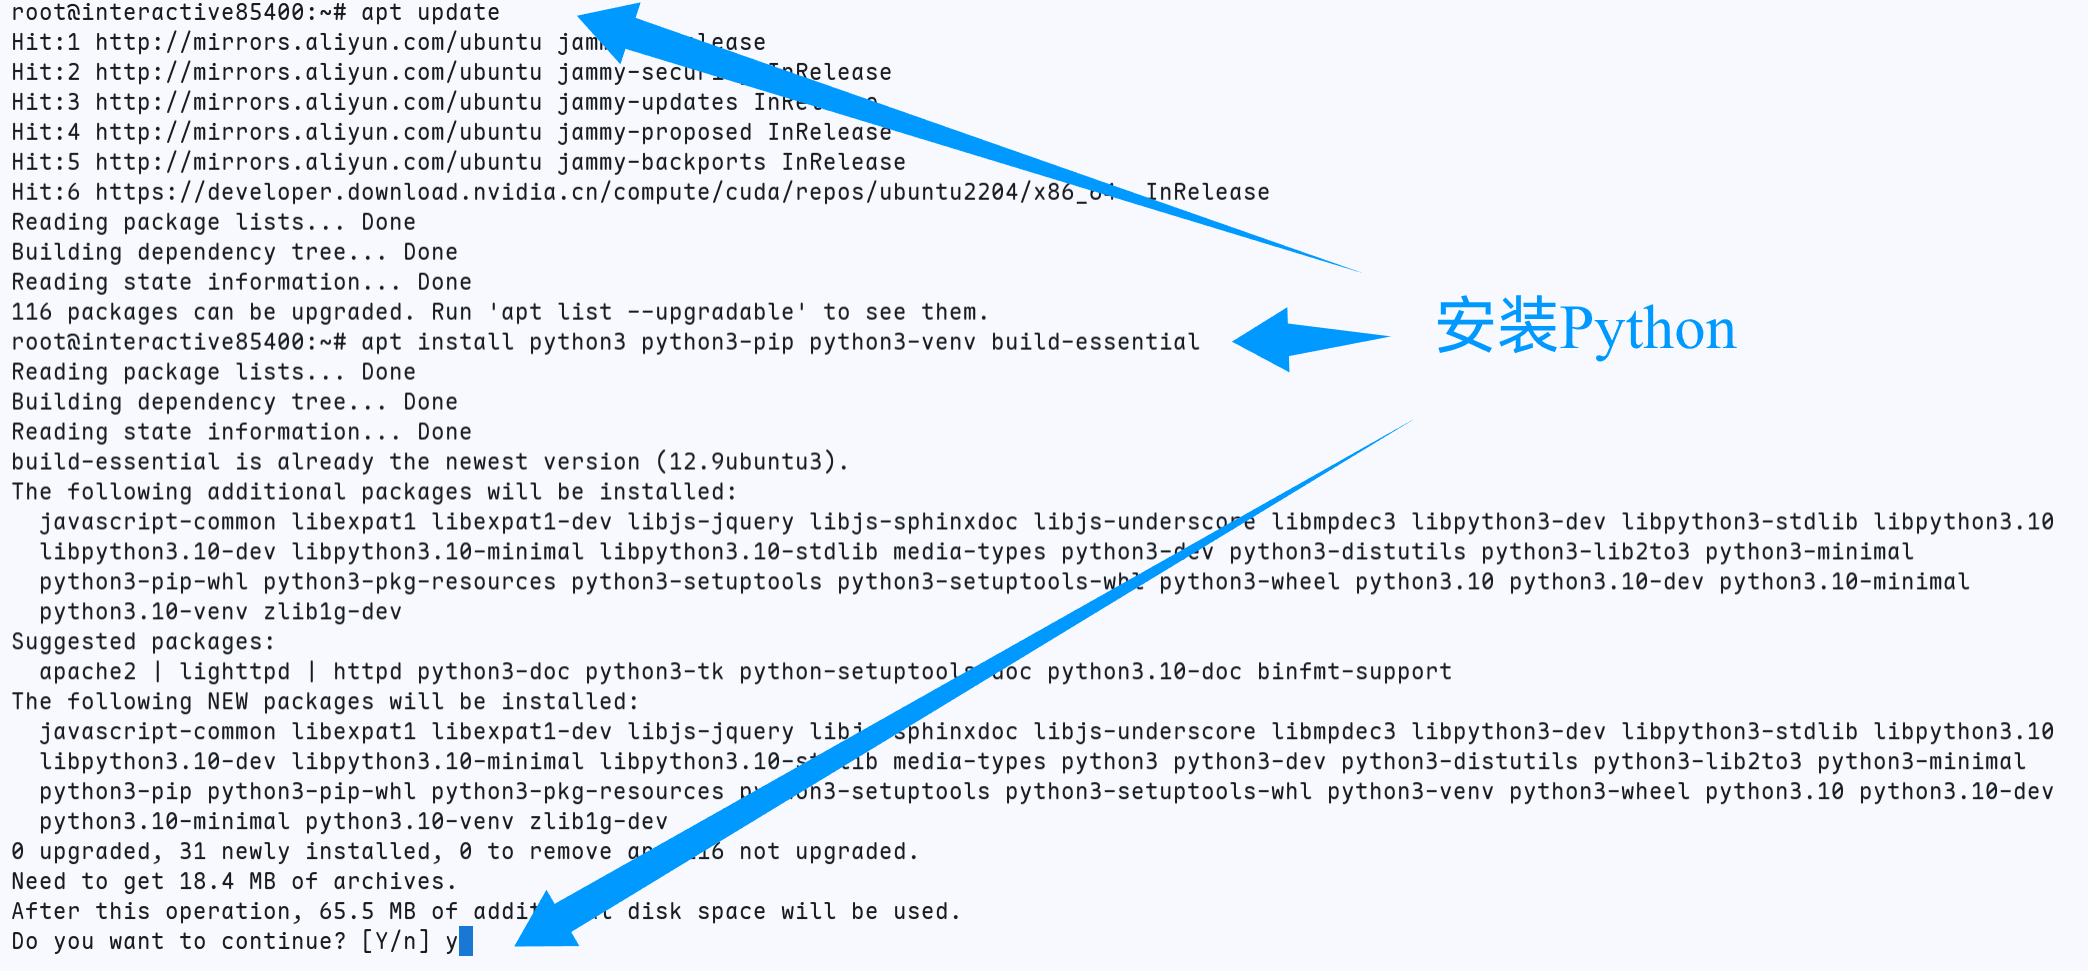 root@interactive85400:~# apt update
Hit:1 http://mirrors.aliyun.com/ubuntu
Hit:2 http://mirrors.aliyun.com/ubuntu InRelease
Hit:3 http://mirrors.aliyun.com/ubuntu jammy-updates
Hit:4 http://mirrors.aliyun.com/ubuntu jammy-proposed InRelease
Hit:5 http://mirrors.aliyun.com/ubuntu jammy-backports InRelease
Hit:6 https://developer.download.nvidia.cn/compute/cuda/repos/ubuntu2204/x86_64 InRelease
Reading package lists... Done
Building dependency tree... Done
Reading state information... Done
116 packages can be upgraded. Run 'apt list --upgradable' to see them.
root@interactive85400:~# apt install python3 python3-pip python3-venv build-essential
安装Python
Reading package lists... Done
Building dependency tree... Done
Reading state information... Done
build-essential is already the newest version (12.9ubuntu3).
The following additional packages will be installed:
javascript-common libexpat1 libexpat1-dev libjs-jquery libjs-sphinxdoc libjs-underscore libmpdec3 libpython3-dev libpython3-stdlib libpython3.10
libpython3.10-dev libpython3.10-minimal libpython3.10-stdlib media-types python3-dev python3-distutils python3-lib2to3 python3-minimal
python3-pip-whl python3-pkg-resources python3-setuptools python3-setuptools-whl python3-wheel python3.10 python3.10-dev python3.10-minimal
python3.10-venv zlib1g-dev
Suggested packages:
apache2 | lighttpd | httpd python3-doc python3-tk python-setuptools-doc python3.10-doc binfmt-support
The following NEW packages will be installed:
javascript-common libexpat1 libexpat1-dev libjs-jquery libjs-sphinxdoc libjs-underscore libmpdec3 libpython3-dev libpython3-stdlib libpython3.10
libpython3.10-dev libpython3.10-minimal libpython3.10-stdlib media-types python3 python3-dev python3-distutils python3-lib2to3 python3-minimal
python3-pip python3-pip-whl python3-pkg-resources python3-setuptools python3-setuptools-whl python3-venv python3-wheel python3.10 python3.10-dev
python3.10-minimal python3.10-venv zlib1g-dev
0 upgraded, 31 newly installed, 0 to remove and 116 not upgraded.
Need to get 18.4 MB of archives.
After this operation, 65.5 MB of additional disk space will be used.
Do you want to continue? [Y/n] y